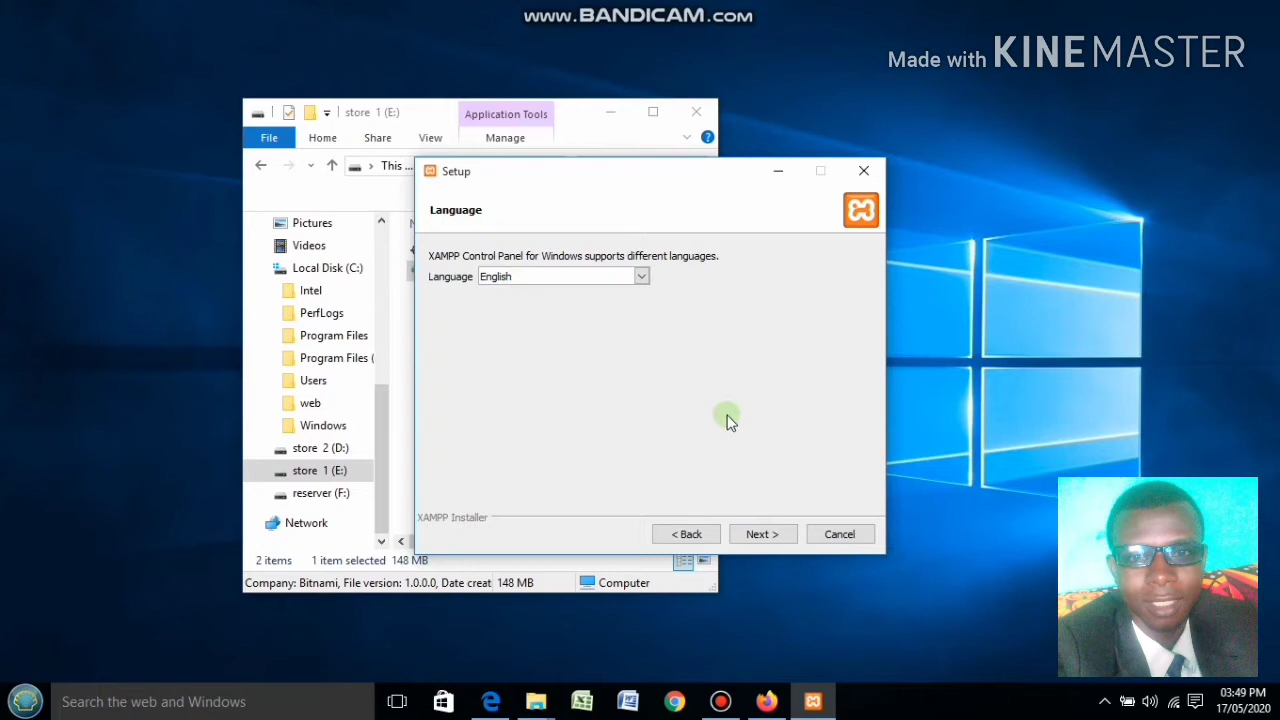 www.BANDICAM.com
Made with KINEMASTER
store 1 (E:)
Application Tools
File
Home
Share
View
Manage
This ...
Setup
Language
XAMPP Control Panel for Windows supports different languages.
Language
English
Pictures
Videos
Local Disk (C:)
Intel
PerfLogs
Program Files
Program Files (
Users
web
Windows
store 2 (D:)
store 1 (E:)
reserver (F:)
Network
XAMPP Installer
< Back
Next >
Cancel
2 items
1 item selected 148 MB
Company: Bitnami, File version: 1.0.0.0, Date creat
148 MB
Computer
Search the web and Windows
03:49 PM
17/05/2020